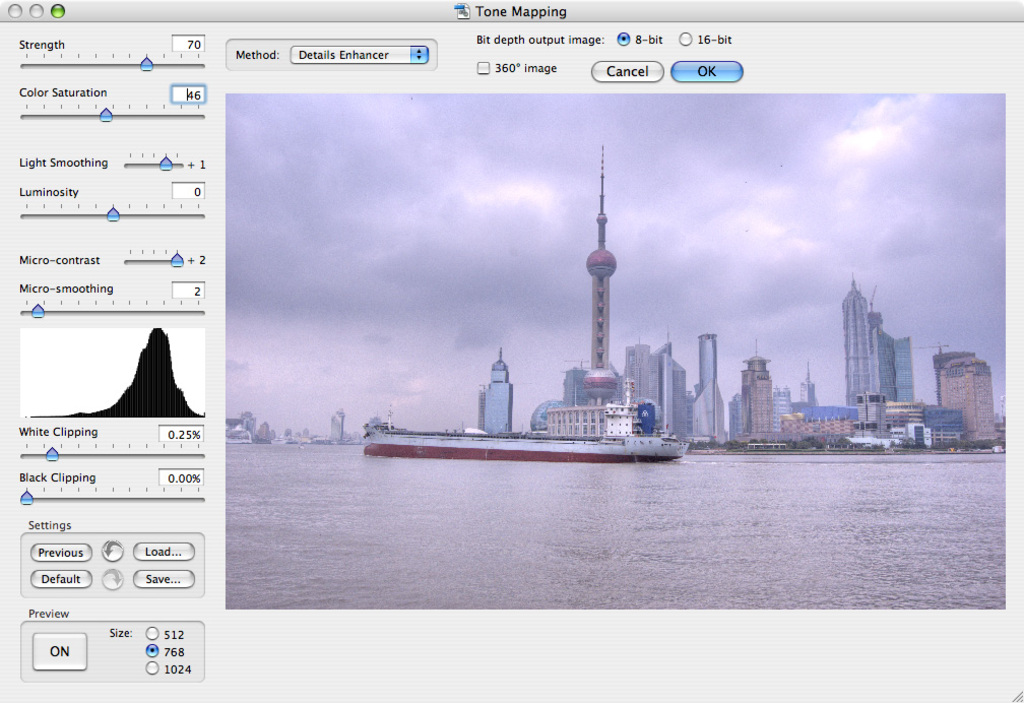 Tone Mapping
Strength 70
Color Saturation 46
Light Smoothing + 1
Luminosity 0
Micro-contrast + 2
Micro-smoothing 2
White Clipping 0.25%
Black Clipping 0.00%
Settings
Previous Load...
Default Save...
Preview
ON
Size: 512
768
1024
Method: Details Enhancer
Bit depth output image: 8-bit 16-bit
360° image
Cancel OK